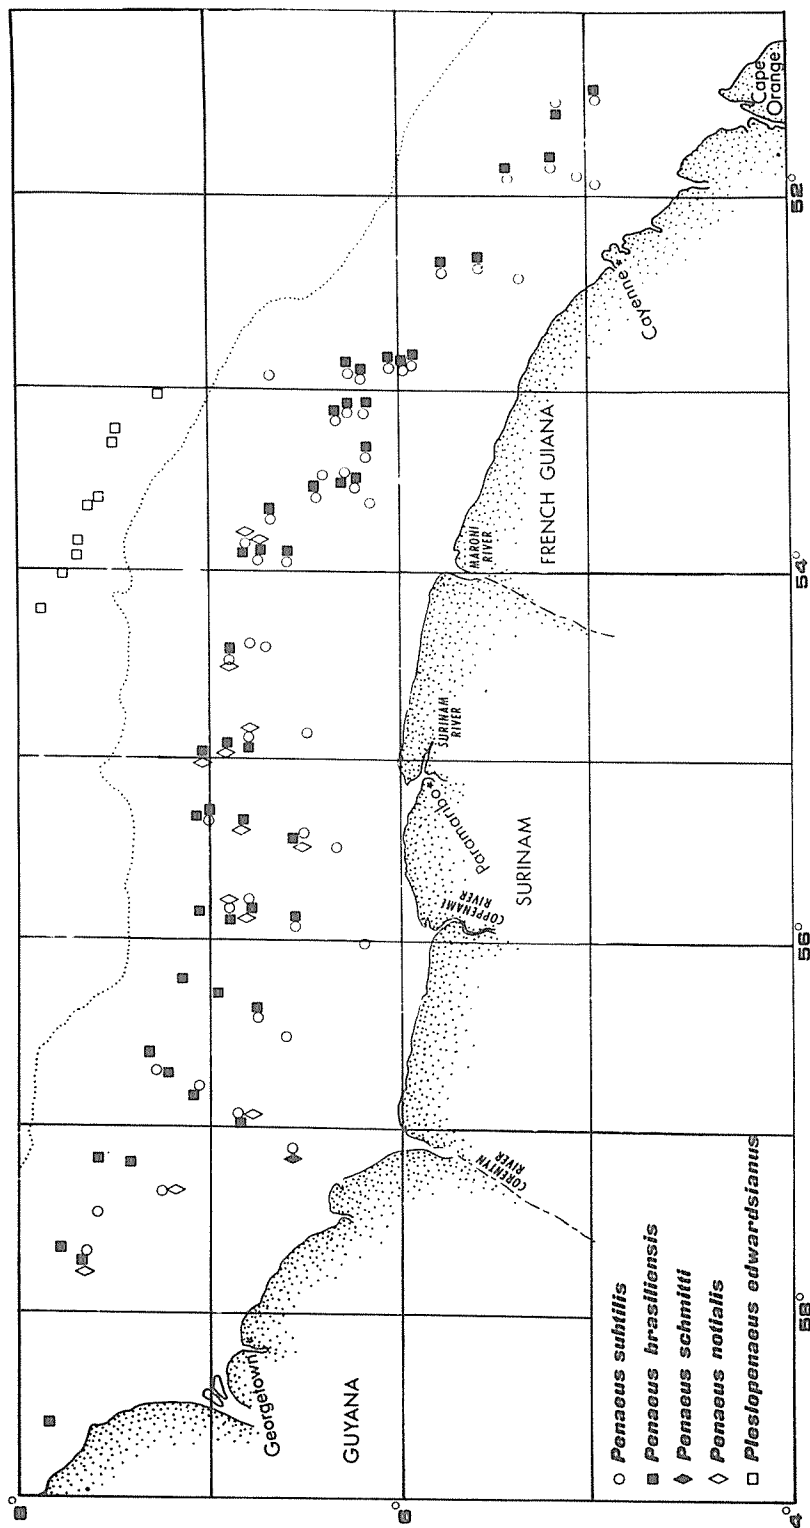 8°
6°
4°
58°
56°
54°
52°
GUYANA
Georgetown
CORENTYN
RIVER
SURINAM
COPPENAME
RIVER
Paramaribo
SURINAM
RIVER
MARONI
RIVER
FRENCH GUIANA
Cayenne
Cape
Orange
Penaeus subtilis
Penaeus brasiliensis
Penaeus schmitti
Penaeus notialis
Plesiopenaeus edwardsianus